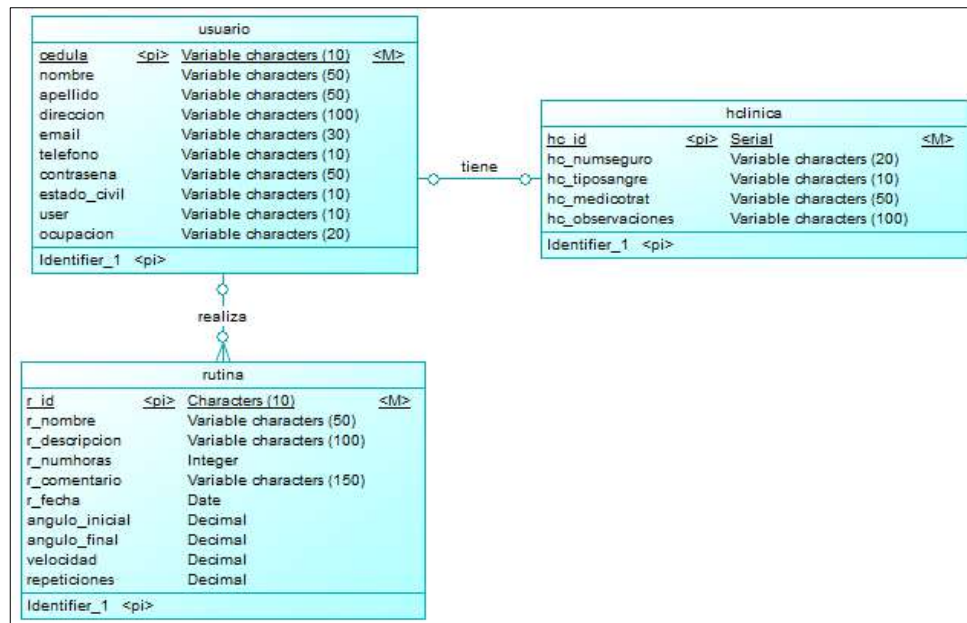 usuario
cedula <pi> Variable characters (10) <M>
nombre Variable characters (50)
apellido Variable characters (50)
direccion Variable characters (100)
email Variable characters (30)
telefono Variable characters (10)
contrasena Variable characters (50)
estado_civil Variable characters (10)
user Variable characters (10)
ocupacion Variable characters (20)
Identifier_1 <pi>
tiene
hclinica
hc_id <pi> Serial <M>
hc_numseguro Variable characters (20)
hc_tiposangre Variable characters (10)
hc_medicotrat Variable characters (50)
hc_observaciones Variable characters (100)
Identifier_1 <pi>
realiza
rutina
r_id <pi> Characters (10) <M>
r_nombre Variable characters (50)
r_descripcion Variable characters (100)
r_numhoras Integer
r_comentario Variable characters (150)
r_fecha Date
angulo_inicial Decimal
angulo_final Decimal
velocidad Decimal
repeticiones Decimal
Identifier_1 <pi>